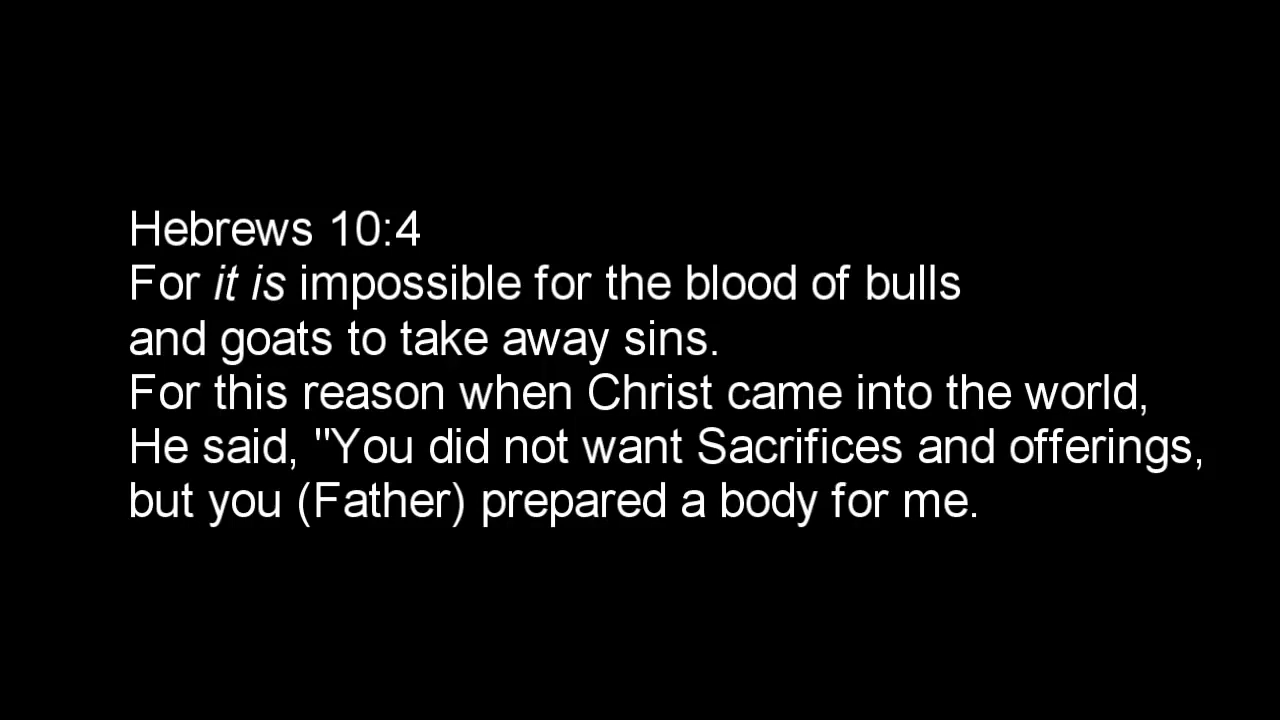 Hebrews 10:4
For it is impossible for the blood of bulls
and goats to take away sins.
For this reason when Christ came into the world,
He said, "You did not want Sacrifices and offerings,
but you (Father) prepared a body for me.